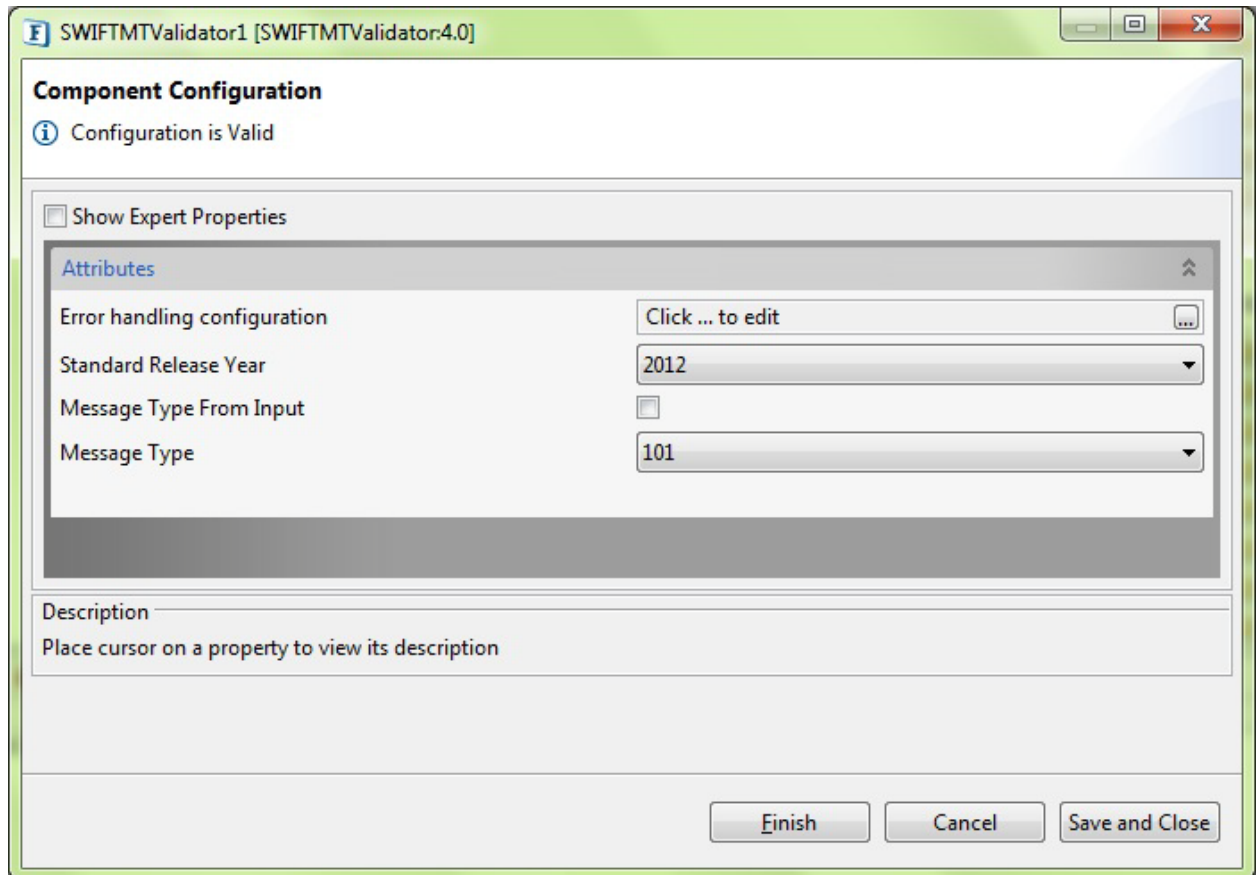 SWIFTMTValidator1 [SWIFTMTValidator:4.0]
Component Configuration
Configuration is Valid
Show Expert Properties
Attributes
Error handling configuration Click ... to edit ...
Standard Release Year 2012
Message Type From Input
Message Type 101
Description
Place cursor on a property to view its description
Finish Cancel Save and Close